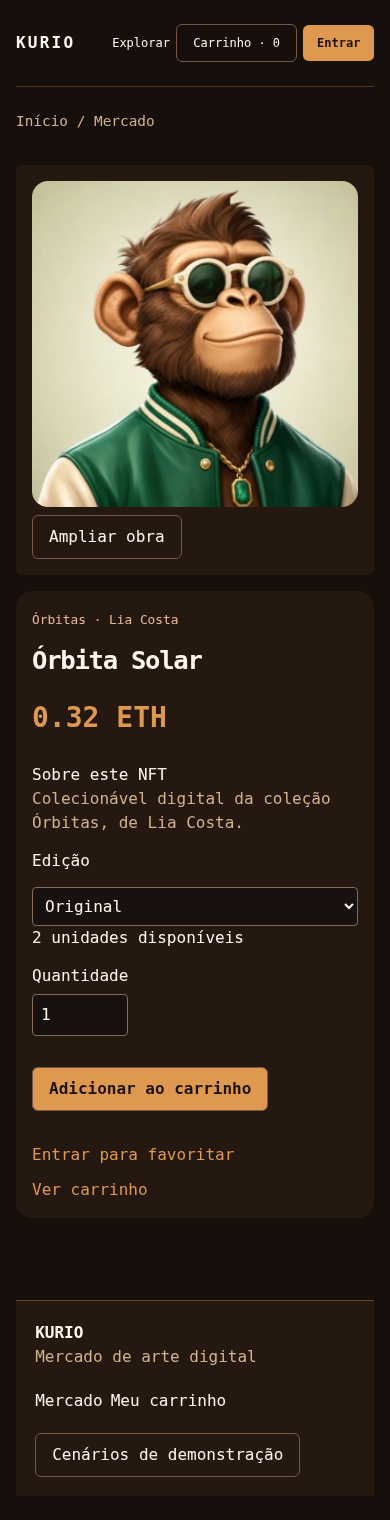 KURIO
Explorar
Carrinho · 0
Entrar
Início / Mercado
Ampliar obra
Órbitas · Lia Costa
Órbita Solar
0.32 ETH
Sobre este NFT
Colecionável digital da coleção
Órbitas, de Lia Costa.
Edição
Original
2 unidades disponíveis
Quantidade
1
Adicionar ao carrinho
Entrar para favoritar
Ver carrinho
KURIO
Mercado de arte digital
Mercado Meu carrinho
Cenários de demonstração